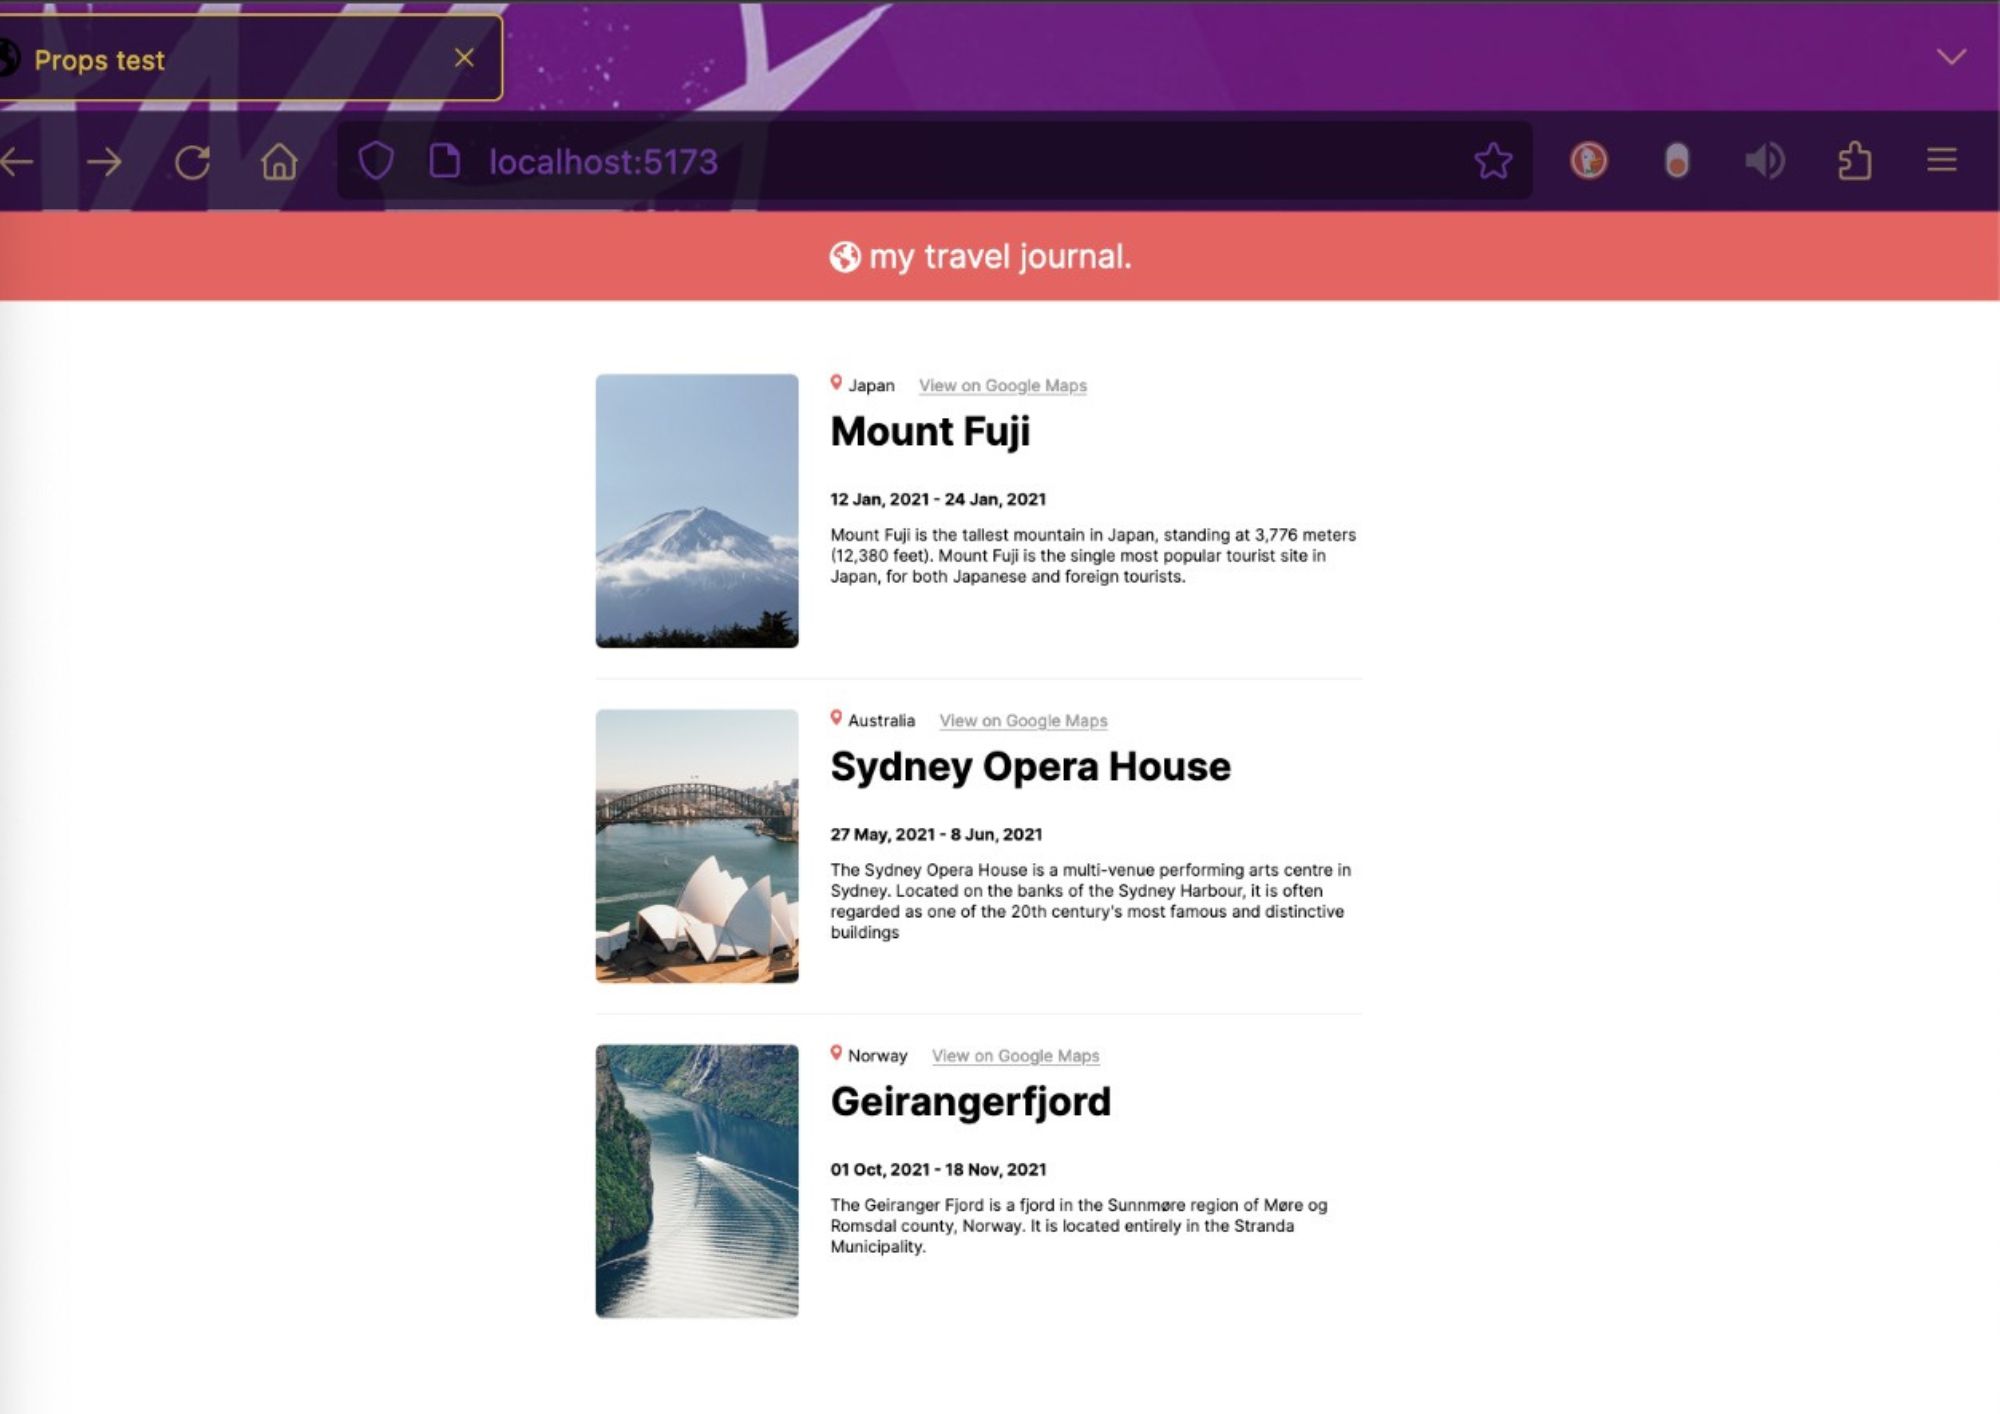 Props test
localhost:5173
my travel journal.
Japan View on Google Maps
Mount Fuji
12 Jan, 2021 - 24 Jan, 2021
Mount Fuji is the tallest mountain in Japan, standing at 3,776 meters
(12,380 feet). Mount Fuji is the single most popular tourist site in
Japan, for both Japanese and foreign tourists.
Australia View on Google Maps
Sydney Opera House
27 May, 2021 - 8 Jun, 2021
The Sydney Opera House is a multi-venue performing arts centre in
Sydney. Located on the banks of the Sydney Harbour, it is often
regarded as one of the 20th century's most famous and distinctive
buildings
Norway View on Google Maps
Geirangerfjord
01 Oct, 2021 - 18 Nov, 2021
The Geiranger Fjord is a fjord in the Sunnmøre region of Møre og
Romsdal county, Norway. It is located entirely in the Stranda
Municipality.